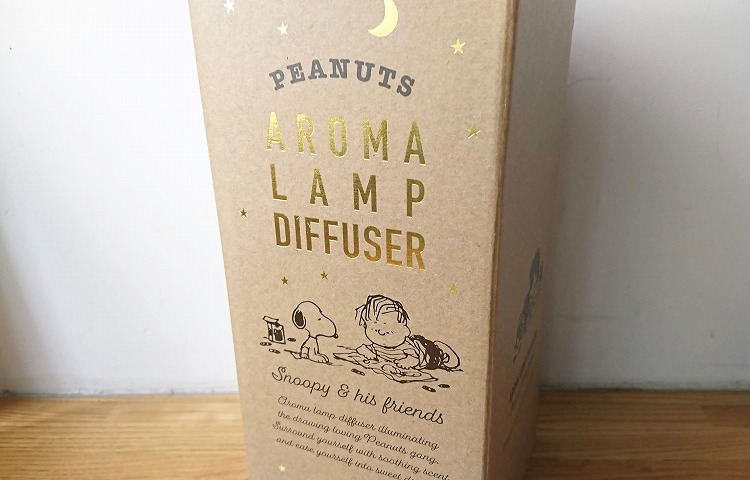 PEANUTS
AROMA
LAMP
DIFFUSER
Snoopy & his friends
Aroma lamp diffuser illuminating
the drawing-loving Peanuts gang.
Surround yourself with soothing scent
and ease yourself into sweet